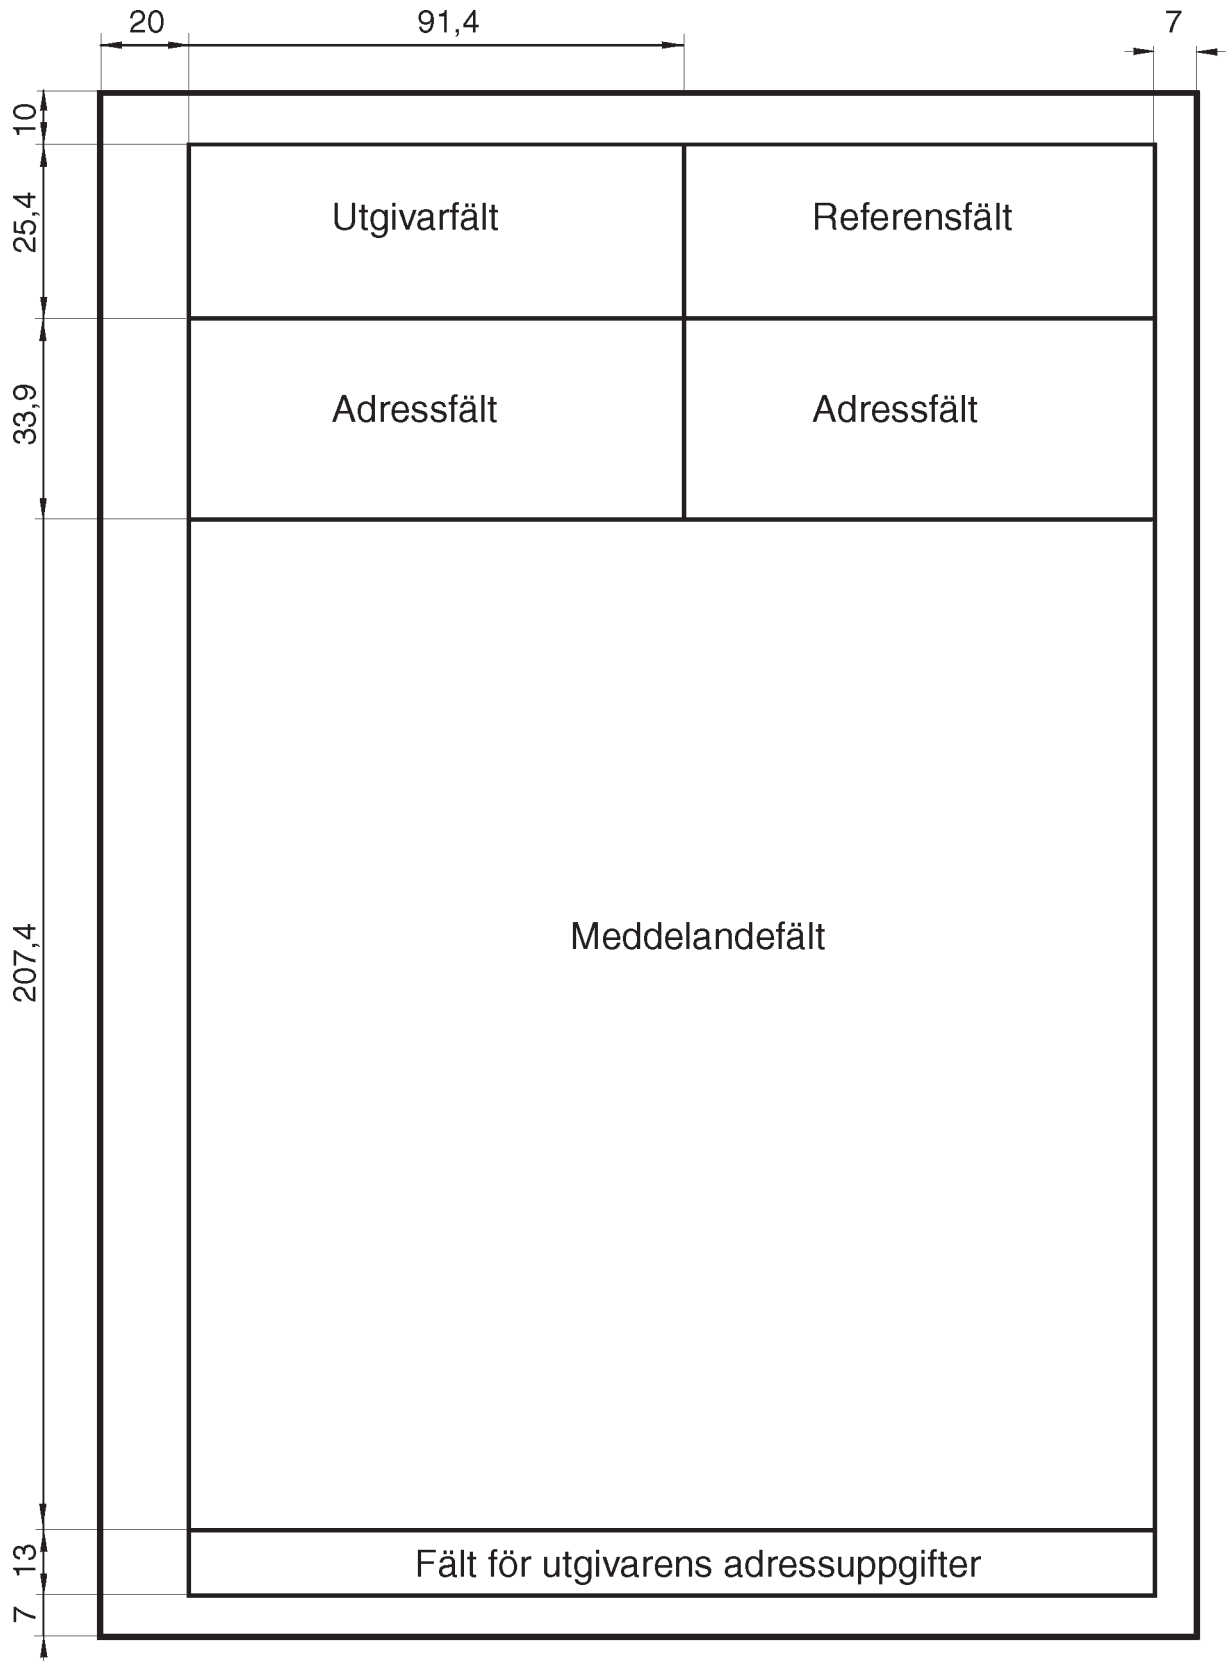 20
91,4
7
10
25,4
Utgivarfält
Referensfält
33,9
Adressfält
Adressfält
207,4
Meddelandefält
13
Fält för utgivarens adressuppgifter
7